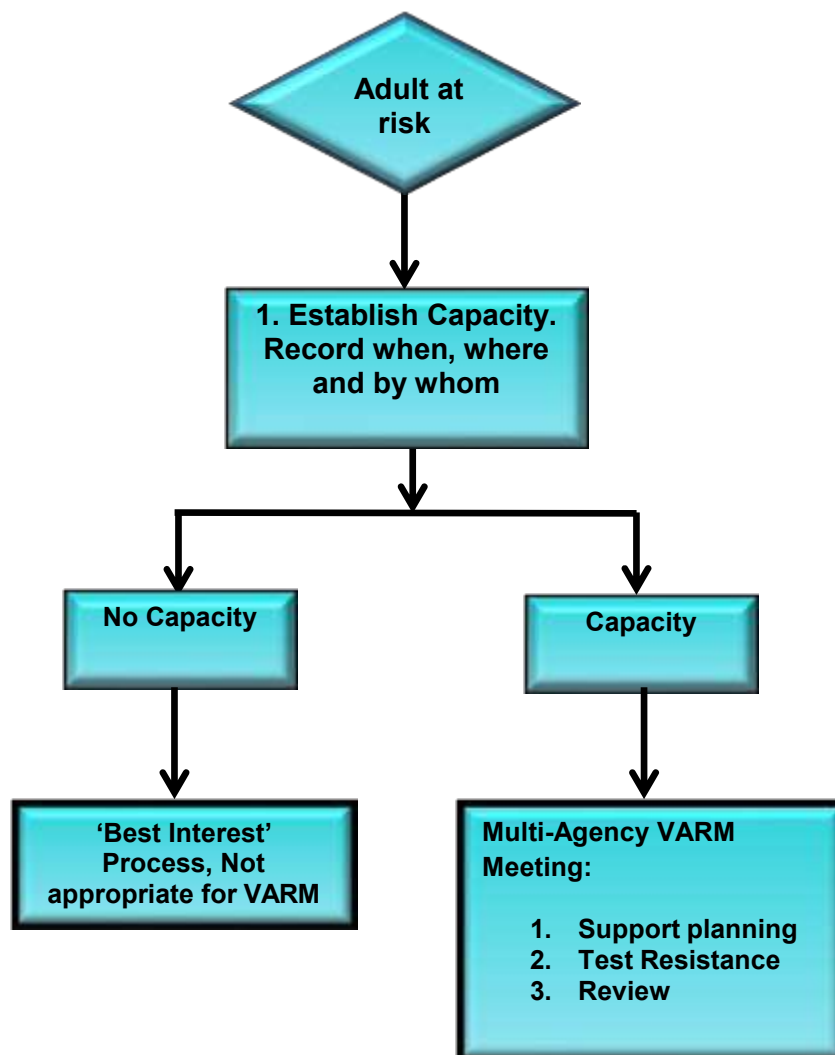 Adult at
risk
1. Establish Capacity.
Record when, where
and by whom
No Capacity
Capacity
‘Best Interest’
Process, Not
appropriate for VARM
Multi-Agency VARM
Meeting:
1. Support planning
2. Test Resistance
3. Review